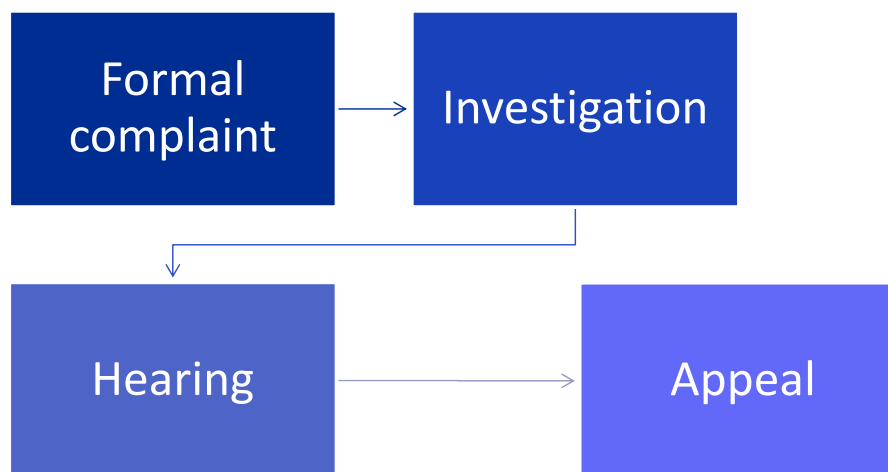 Formal
complaint
Investigation
Hearing
Appeal